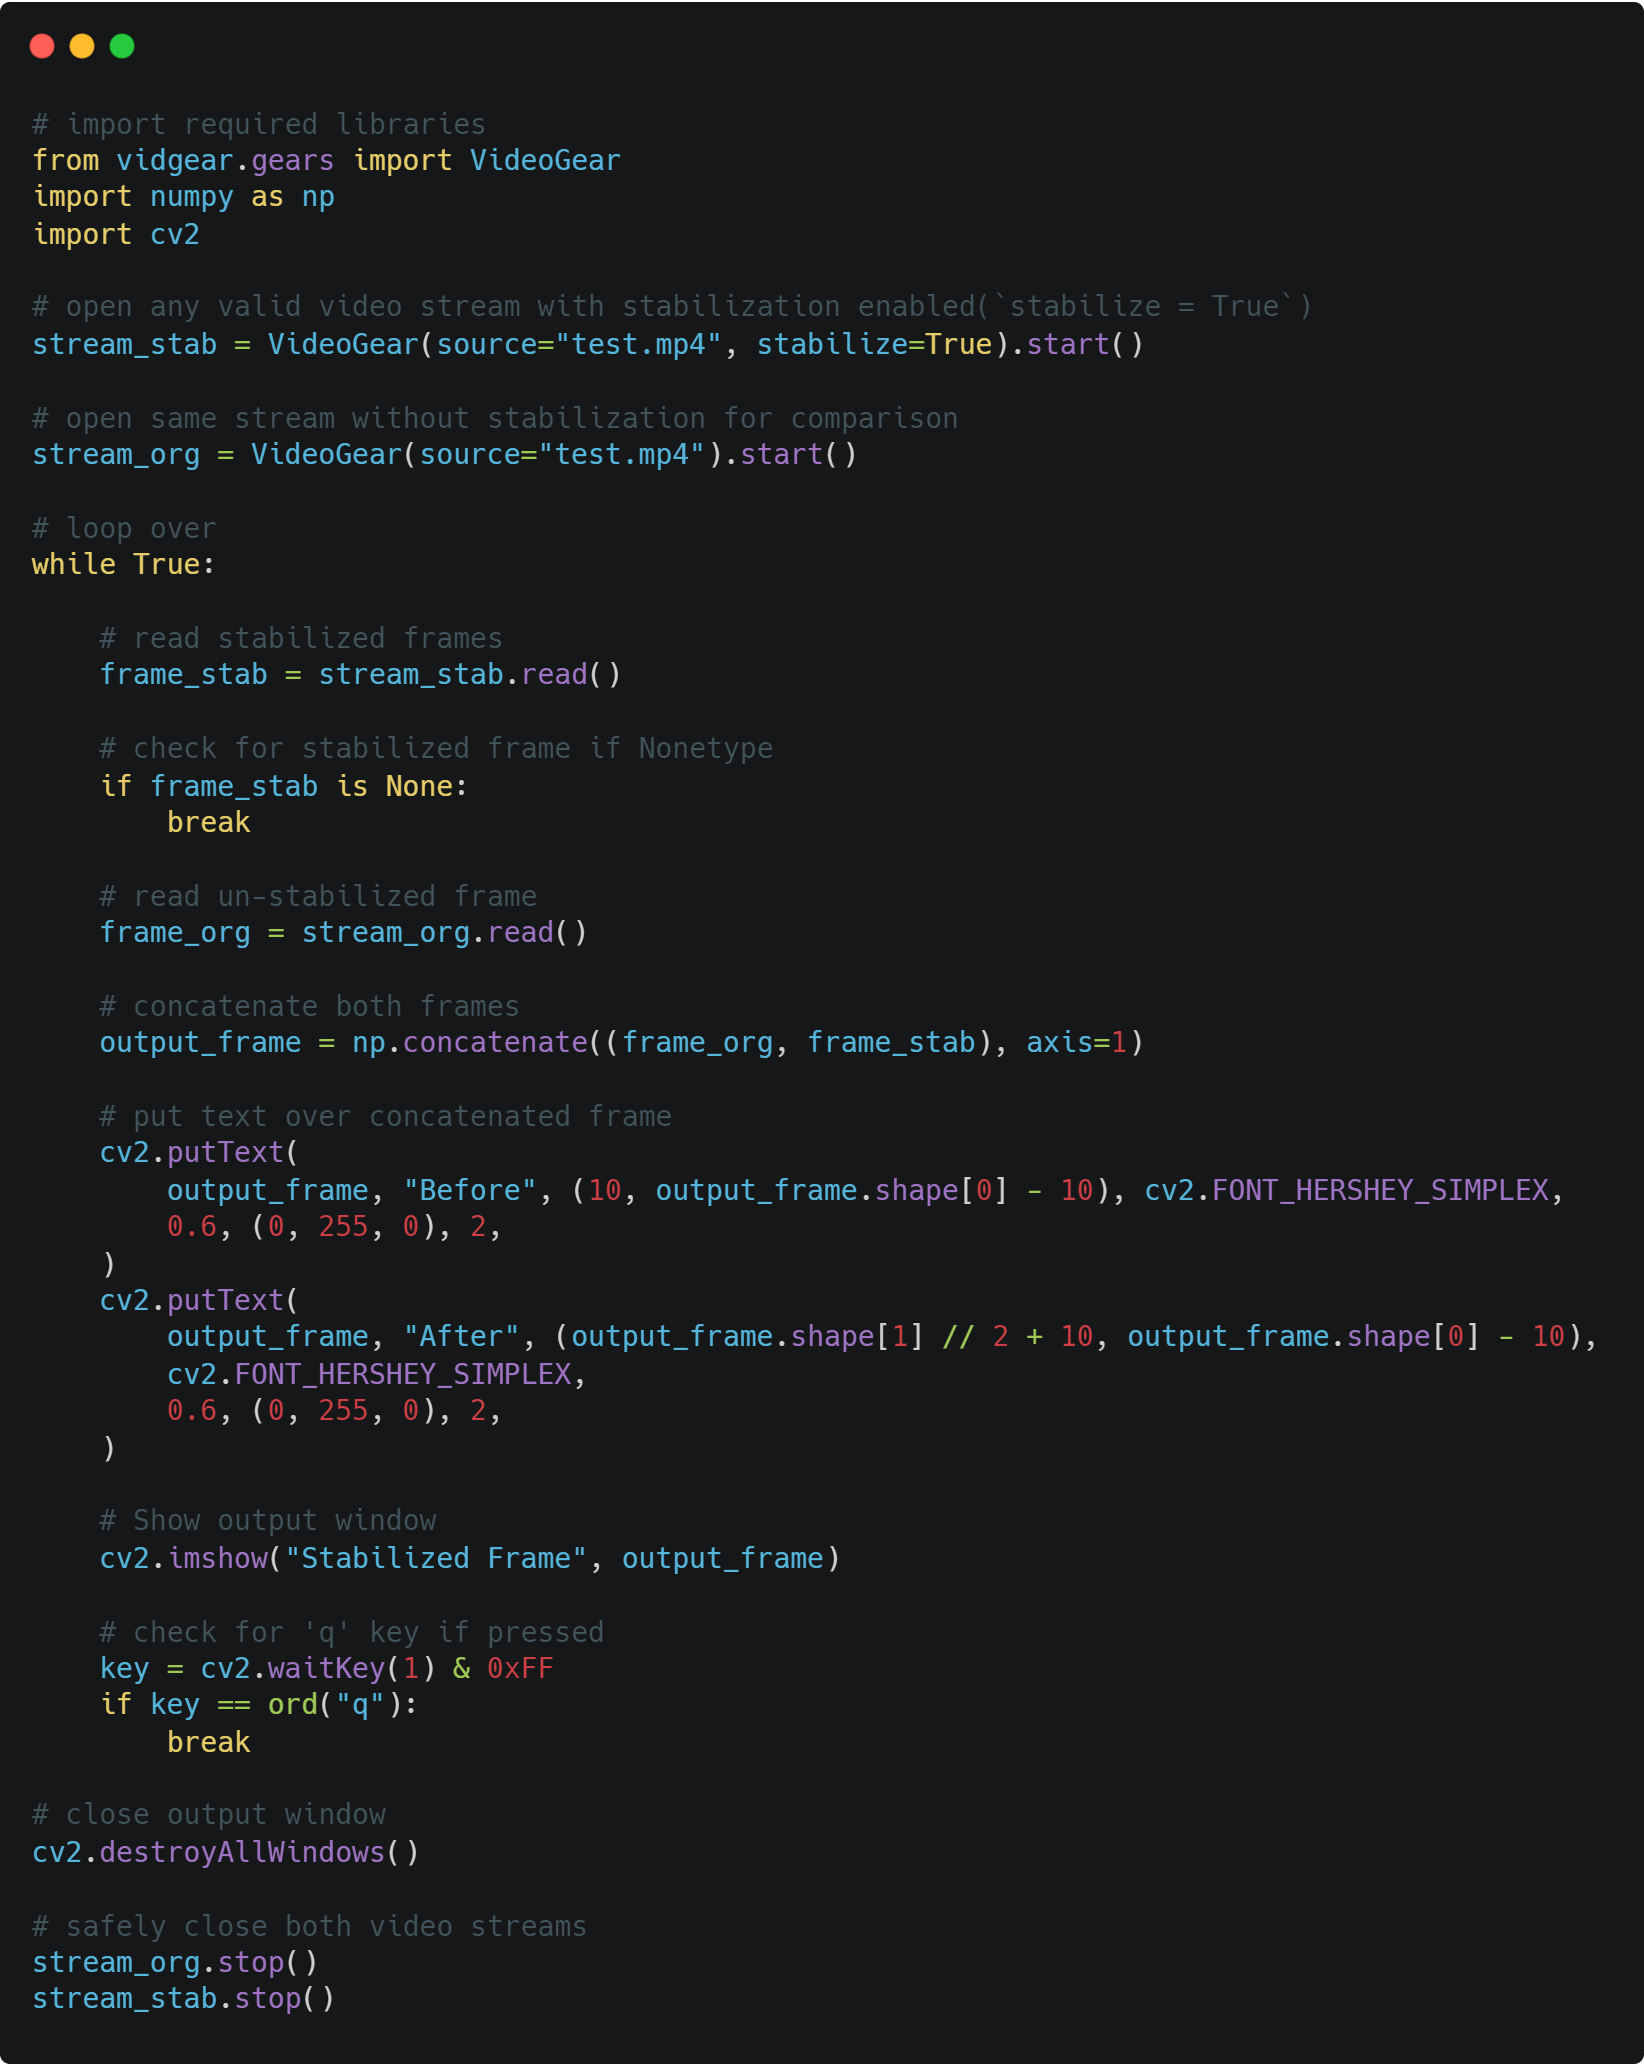 # import required libraries
from vidgear.gears import VideoGear
import numpy as np
import cv2

# open any valid video stream with stabilization enabled(`stabilize = True`)
stream_stab = VideoGear(source="test.mp4", stabilize=True).start()

# open same stream without stabilization for comparison
stream_org = VideoGear(source="test.mp4").start()

# loop over
while True:

    # read stabilized frames
    frame_stab = stream_stab.read()

    # check for stabilized frame if Nonetype
    if frame_stab is None:
        break

    # read un-stabilized frame
    frame_org = stream_org.read()

    # concatenate both frames
    output_frame = np.concatenate((frame_org, frame_stab), axis=1)

    # put text over concatenated frame
    cv2.putText(
        output_frame, "Before", (10, output_frame.shape[0] - 10), cv2.FONT_HERSHEY_SIMPLEX,
        0.6, (0, 255, 0), 2,
    )
    cv2.putText(
        output_frame, "After", (output_frame.shape[1] // 2 + 10, output_frame.shape[0] - 10),
        cv2.FONT_HERSHEY_SIMPLEX,
        0.6, (0, 255, 0), 2,
    )

    # Show output window
    cv2.imshow("Stabilized Frame", output_frame)

    # check for 'q' key if pressed
    key = cv2.waitKey(1) & 0xFF
    if key == ord("q"):
        break

# close output window
cv2.destroyAllWindows()

# safely close both video streams
stream_org.stop()
stream_stab.stop()